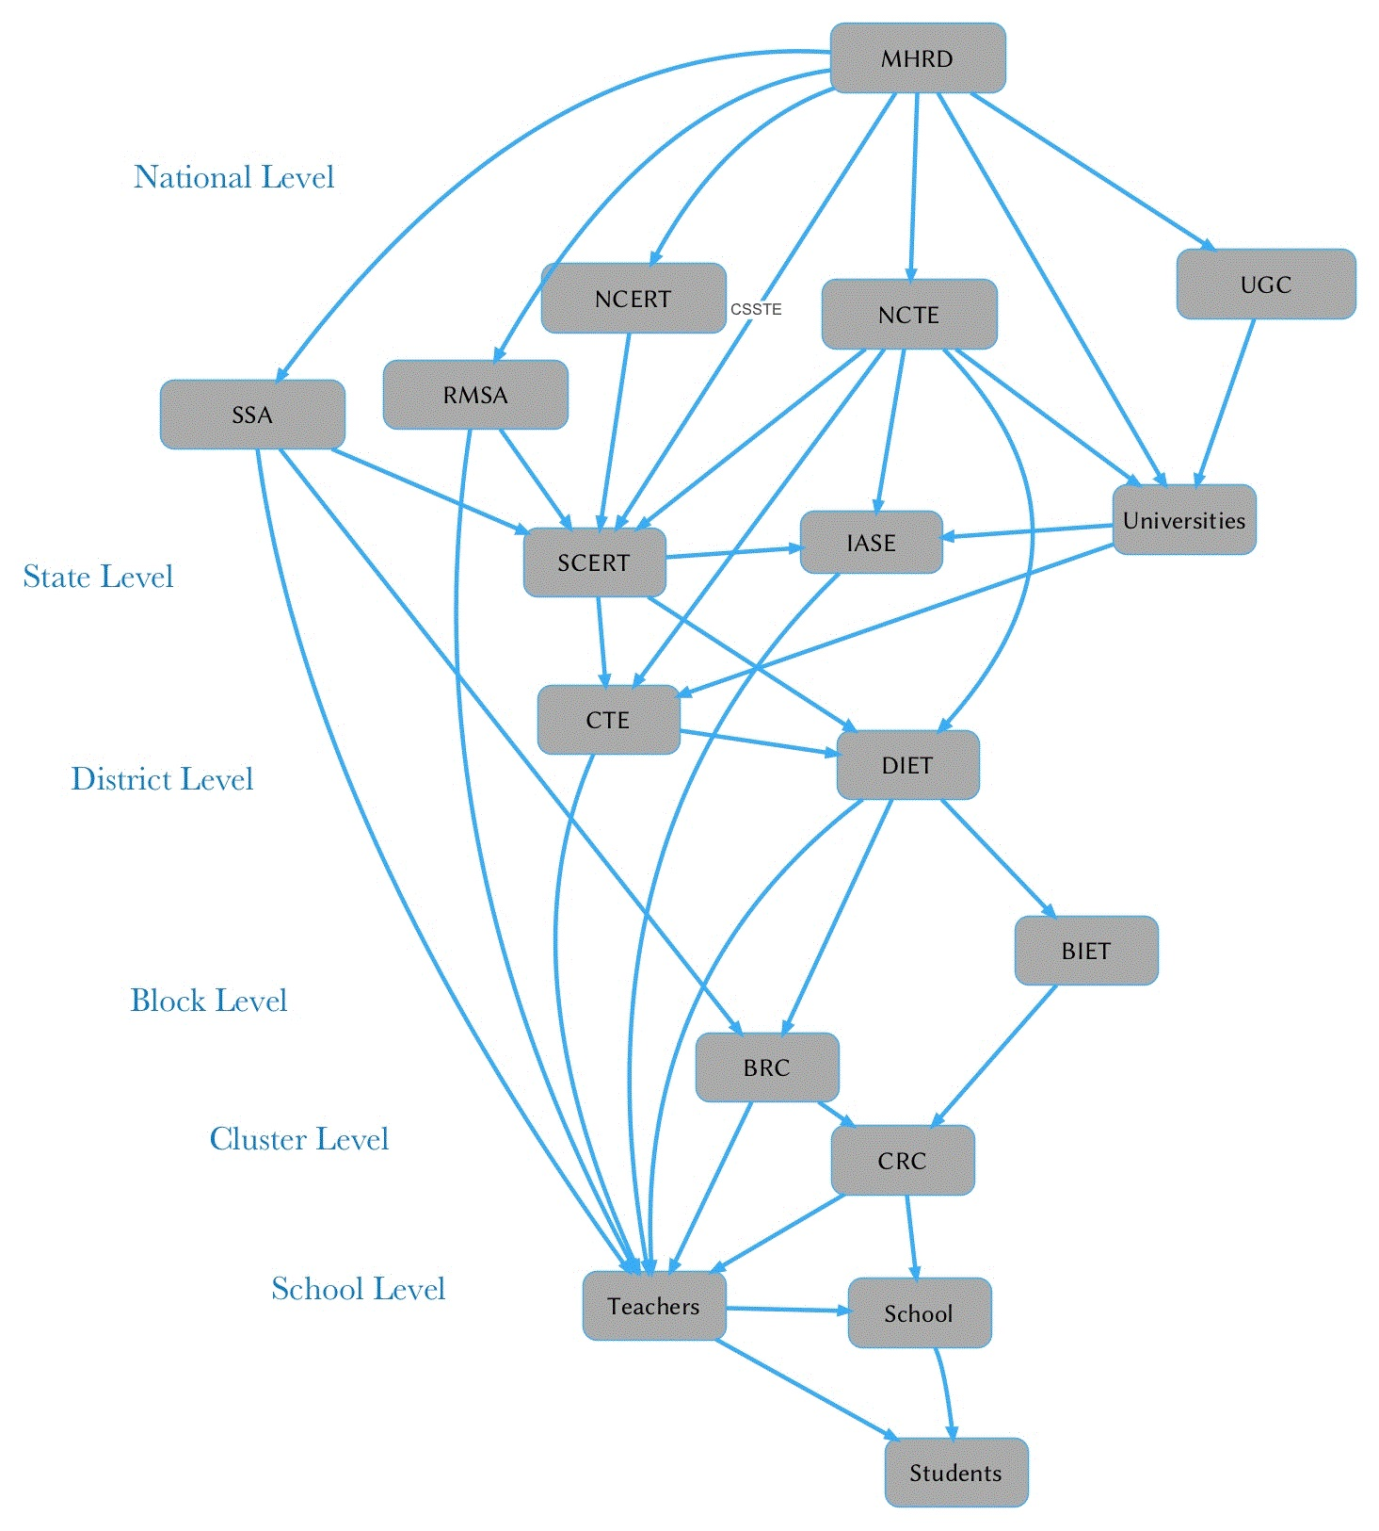 MHRD
National Level
UGC
NCERT
CSSTE
NCTE
RMSA
SSA
Universities
IASE
SCERT
State Level
CTE
DIET
District Level
BIET
Block Level
BRC
Cluster Level
CRC
School Level
Teachers
School
Students